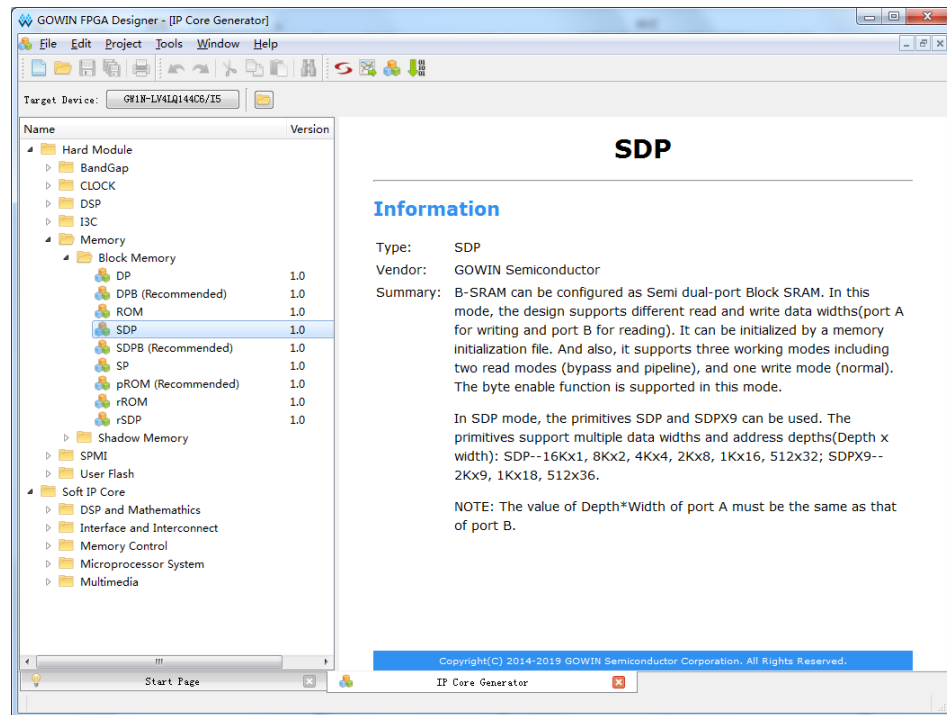 GOWIN FPGA Designer - [IP Core Generator]
File Edit Project Tools Window Help
Target Device: GW1N-LV4LQ144C6/I5
Name Version
Hard Module
BandGap
CLOCK
DSP
I3C
Memory
Block Memory
DP 1.0
DPB (Recommended) 1.0
ROM 1.0
SDP 1.0
SDPB (Recommended) 1.0
SP 1.0
pROM (Recommended) 1.0
rROM 1.0
rSDP 1.0
Shadow Memory
SPMI
User Flash
Soft IP Core
DSP and Mathemathics
Interface and Interconnect
Memory Control
Microprocessor System
Multimedia
SDP
Information
Type: SDP
Vendor: GOWIN Semiconductor
Summary: B-SRAM can be configured as Semi dual-port Block SRAM. In this
mode, the design supports different read and write data widths(port A
for writing and port B for reading). It can be initialized by a memory
initialization file. And also, it supports three working modes including
two read modes (bypass and pipeline), and one write mode (normal).
The byte enable function is supported in this mode.
In SDP mode, the primitives SDP and SDPX9 can be used. The
primitives support multiple data widths and address depths(Depth x
width): SDP--16Kx1, 8Kx2, 4Kx4, 2Kx8, 1Kx16, 512x32; SDPX9--
2Kx9, 1Kx18, 512x36.
NOTE: The value of Depth*Width of port A must be the same as that
of port B.
Copyright(C) 2014-2019 GOWIN Semiconductor Corporation. All Rights Reserved.
Start Page
IP Core Generator